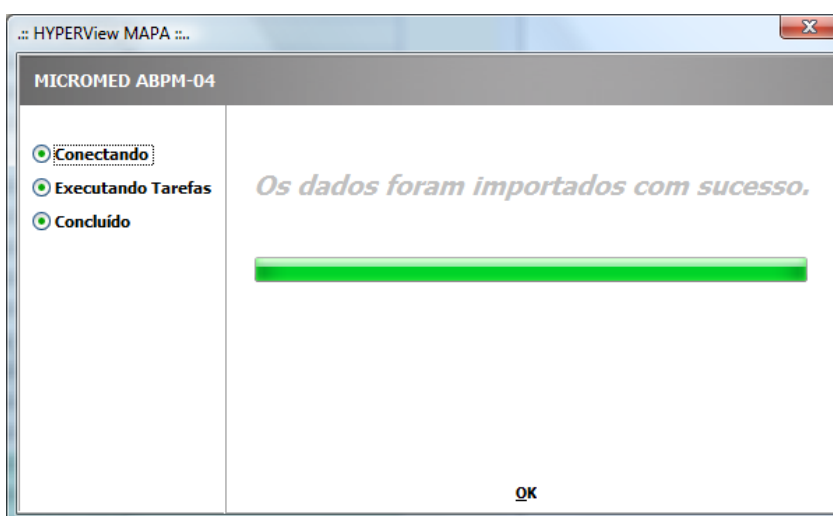 .:: HYPERView MAPA ::..
MICROMED ABPM-04
Conectando
Executando Tarefas
Concluído
Os dados foram importados com sucesso.
OK